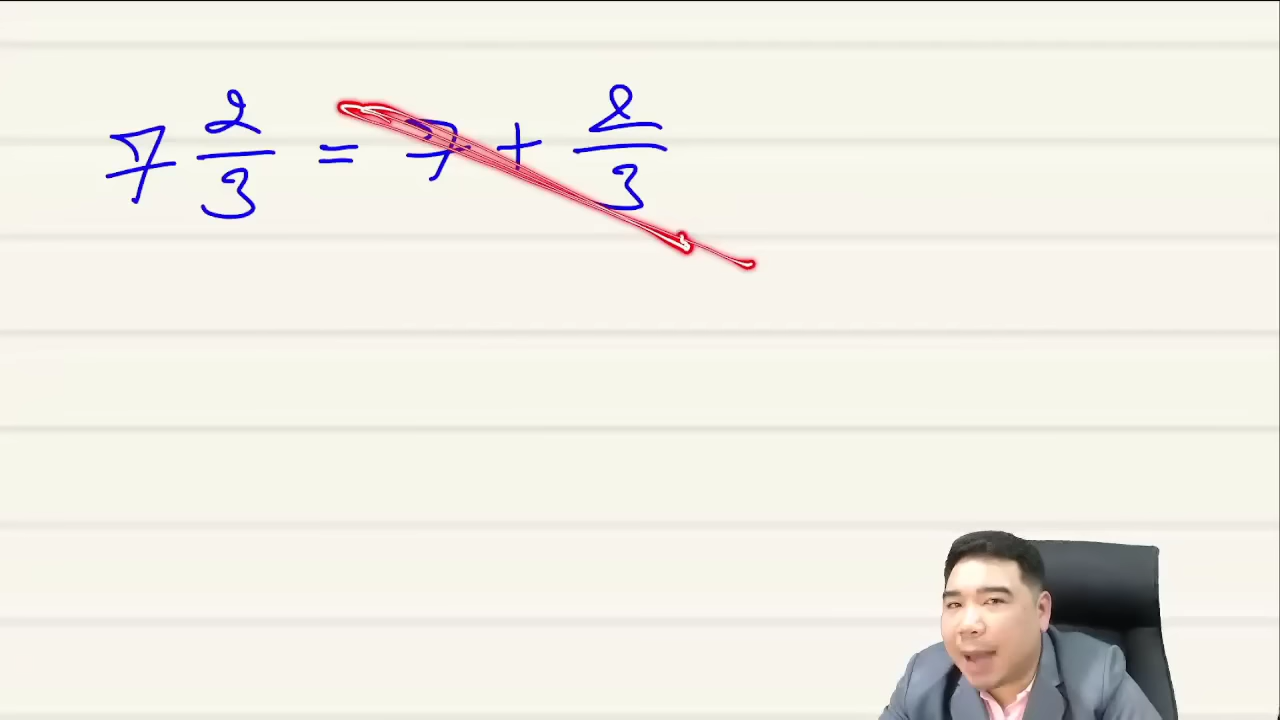 7 2/3 = 7 + 2/3